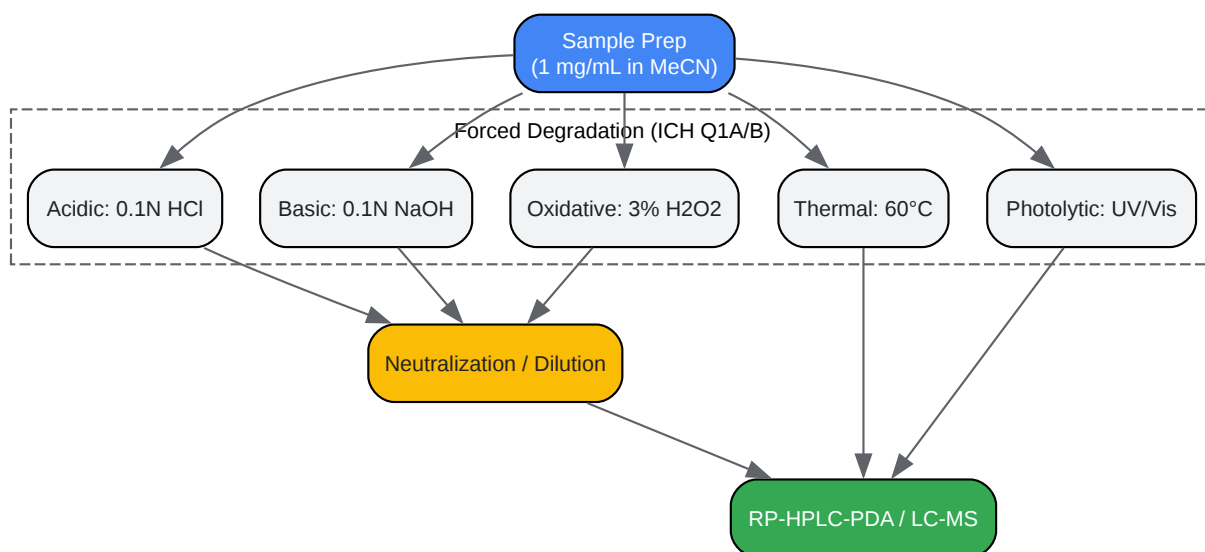 Sample Prep
(1 mg/mL in MeCN)
Forced Degradation (ICH Q1A/B)
Acidic: 0.1N HCl
Basic: 0.1N NaOH
Oxidative: 3% H2O2
Thermal: 60°C
Photolytic: UV/Vis
Neutralization / Dilution
RP-HPLC-PDA / LC-MS